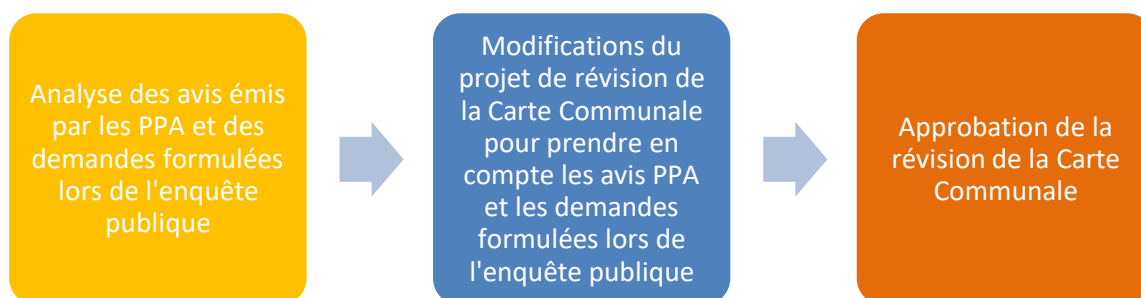 Analyse des avis émis
par les PPA et des
demandes formulées
lors de l'enquête
publique
Modifications du
projet de révision de
la Carte Communale
pour prendre en
compte les avis PPA
et les demandes
formulées lors de
l'enquête publique
Approbation de la
révision de la Carte
Communale